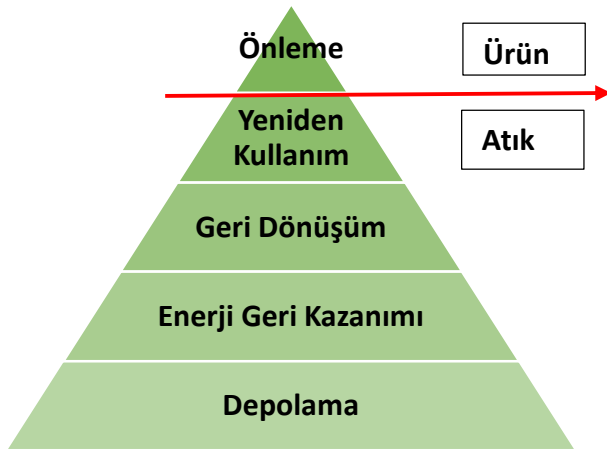 Önleme
Ürün
Yeniden
Kullanım
Atık
Geri Dönüşüm
Enerji Geri Kazanımı
Depolama